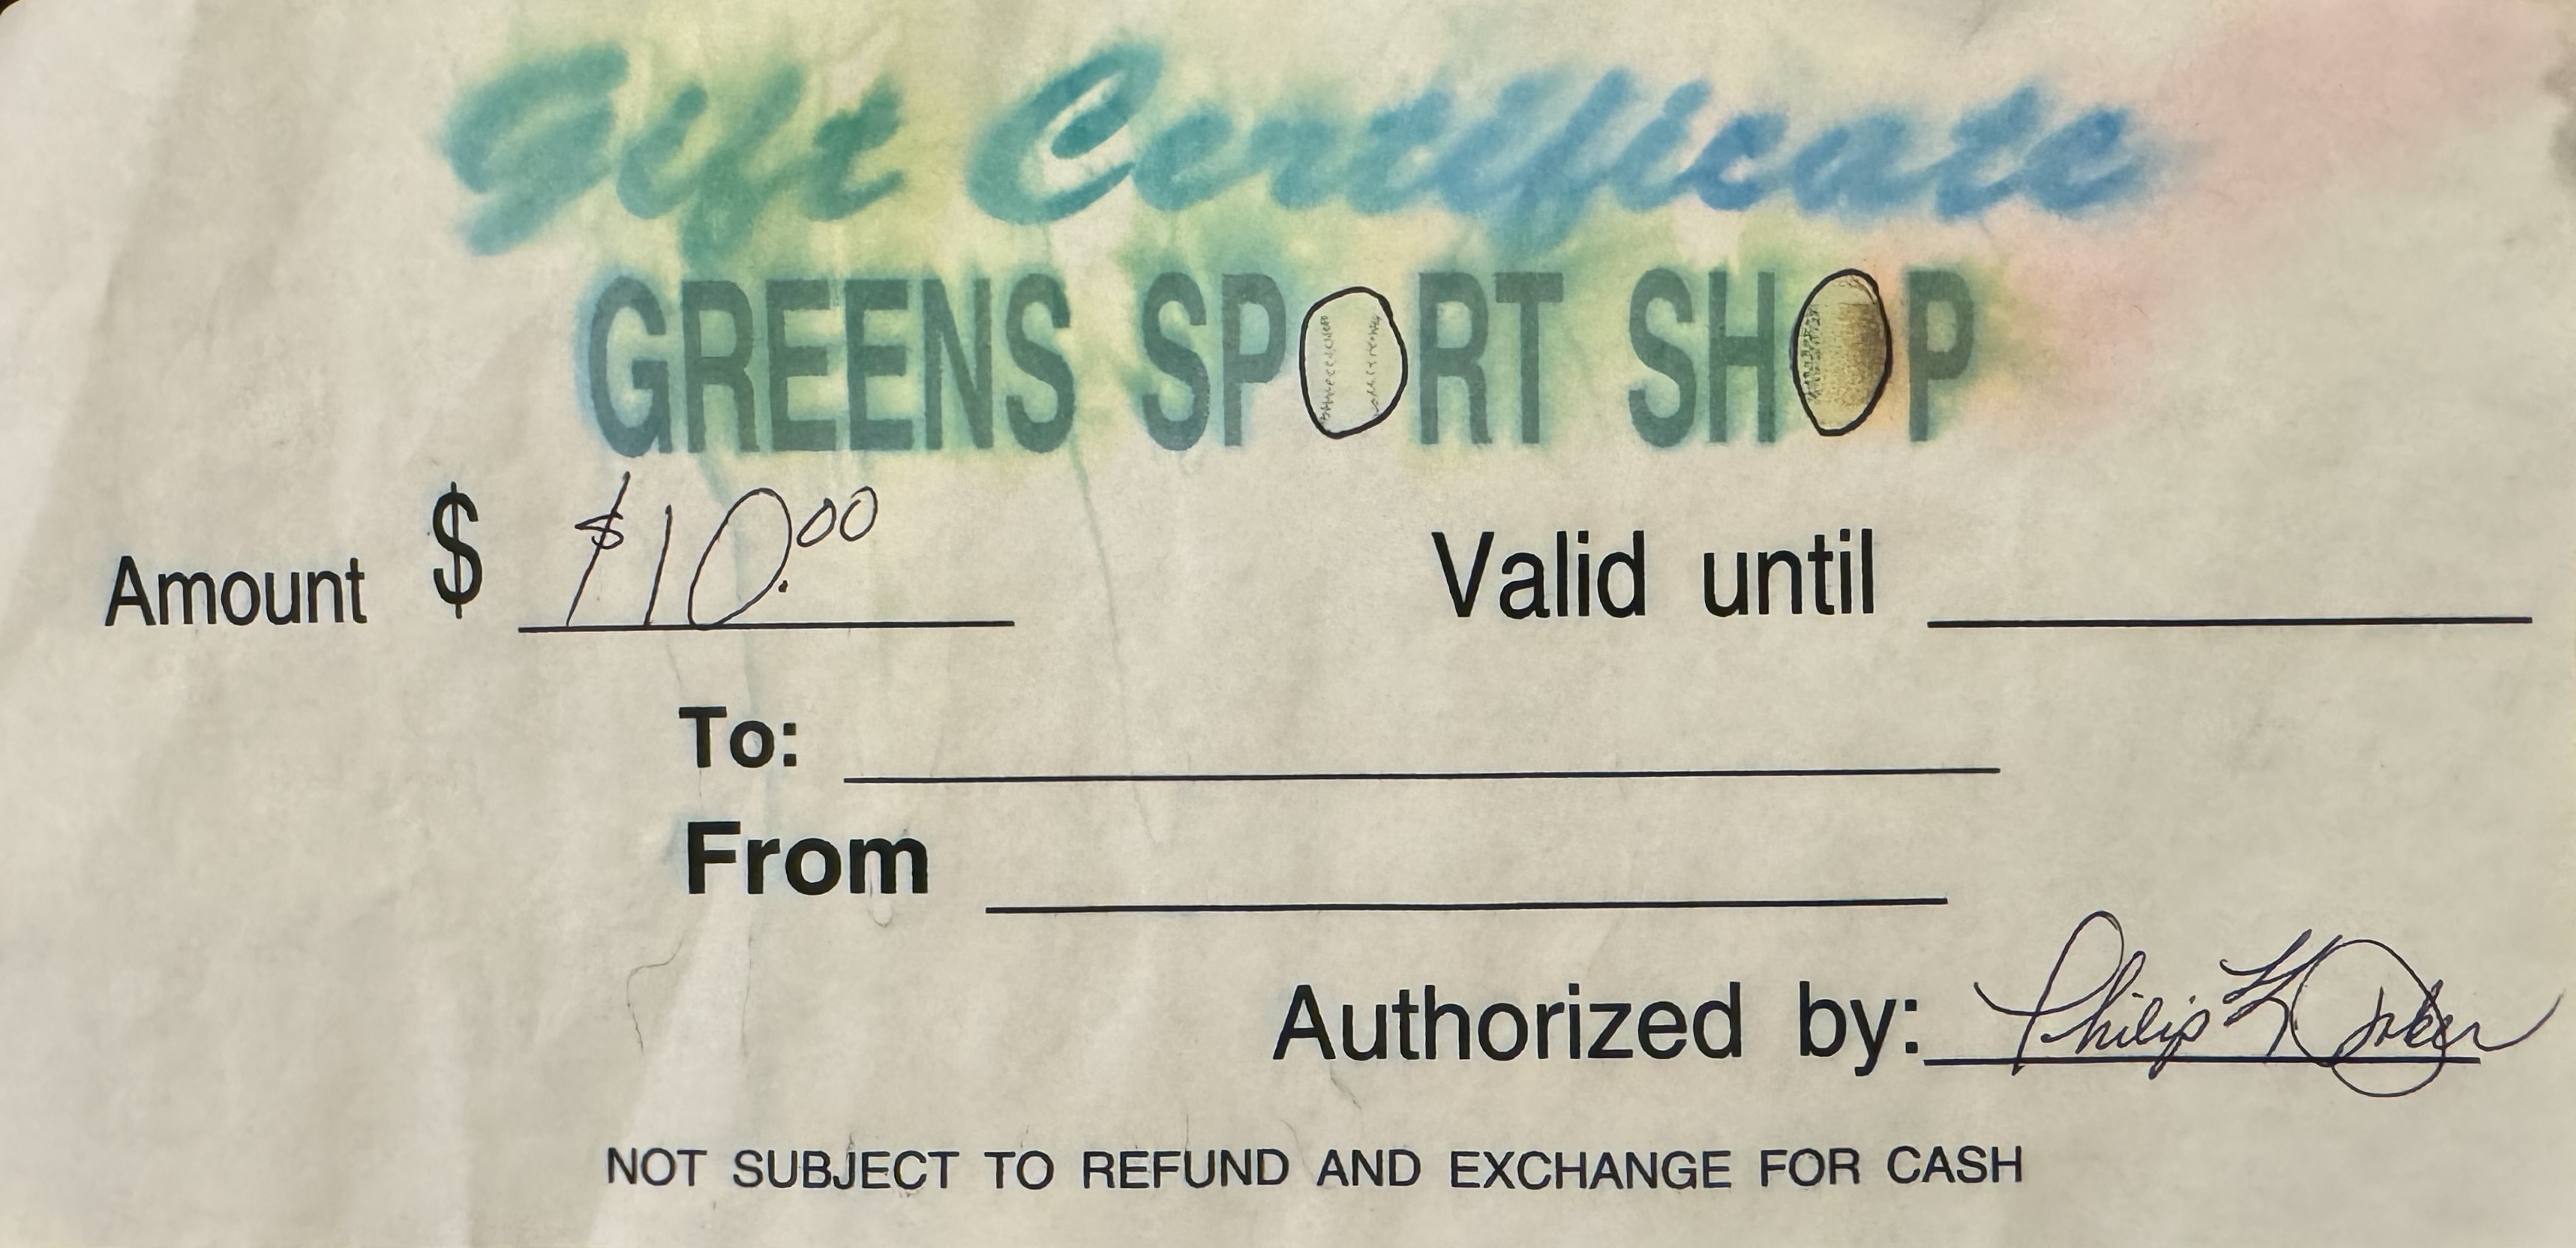 Gift Certificate
GREENS SPORT SHOP
Amount $ $10.00 Valid until
To:
From
Authorized by: Philip
NOT SUBJECT TO REFUND AND EXCHANGE FOR CASH